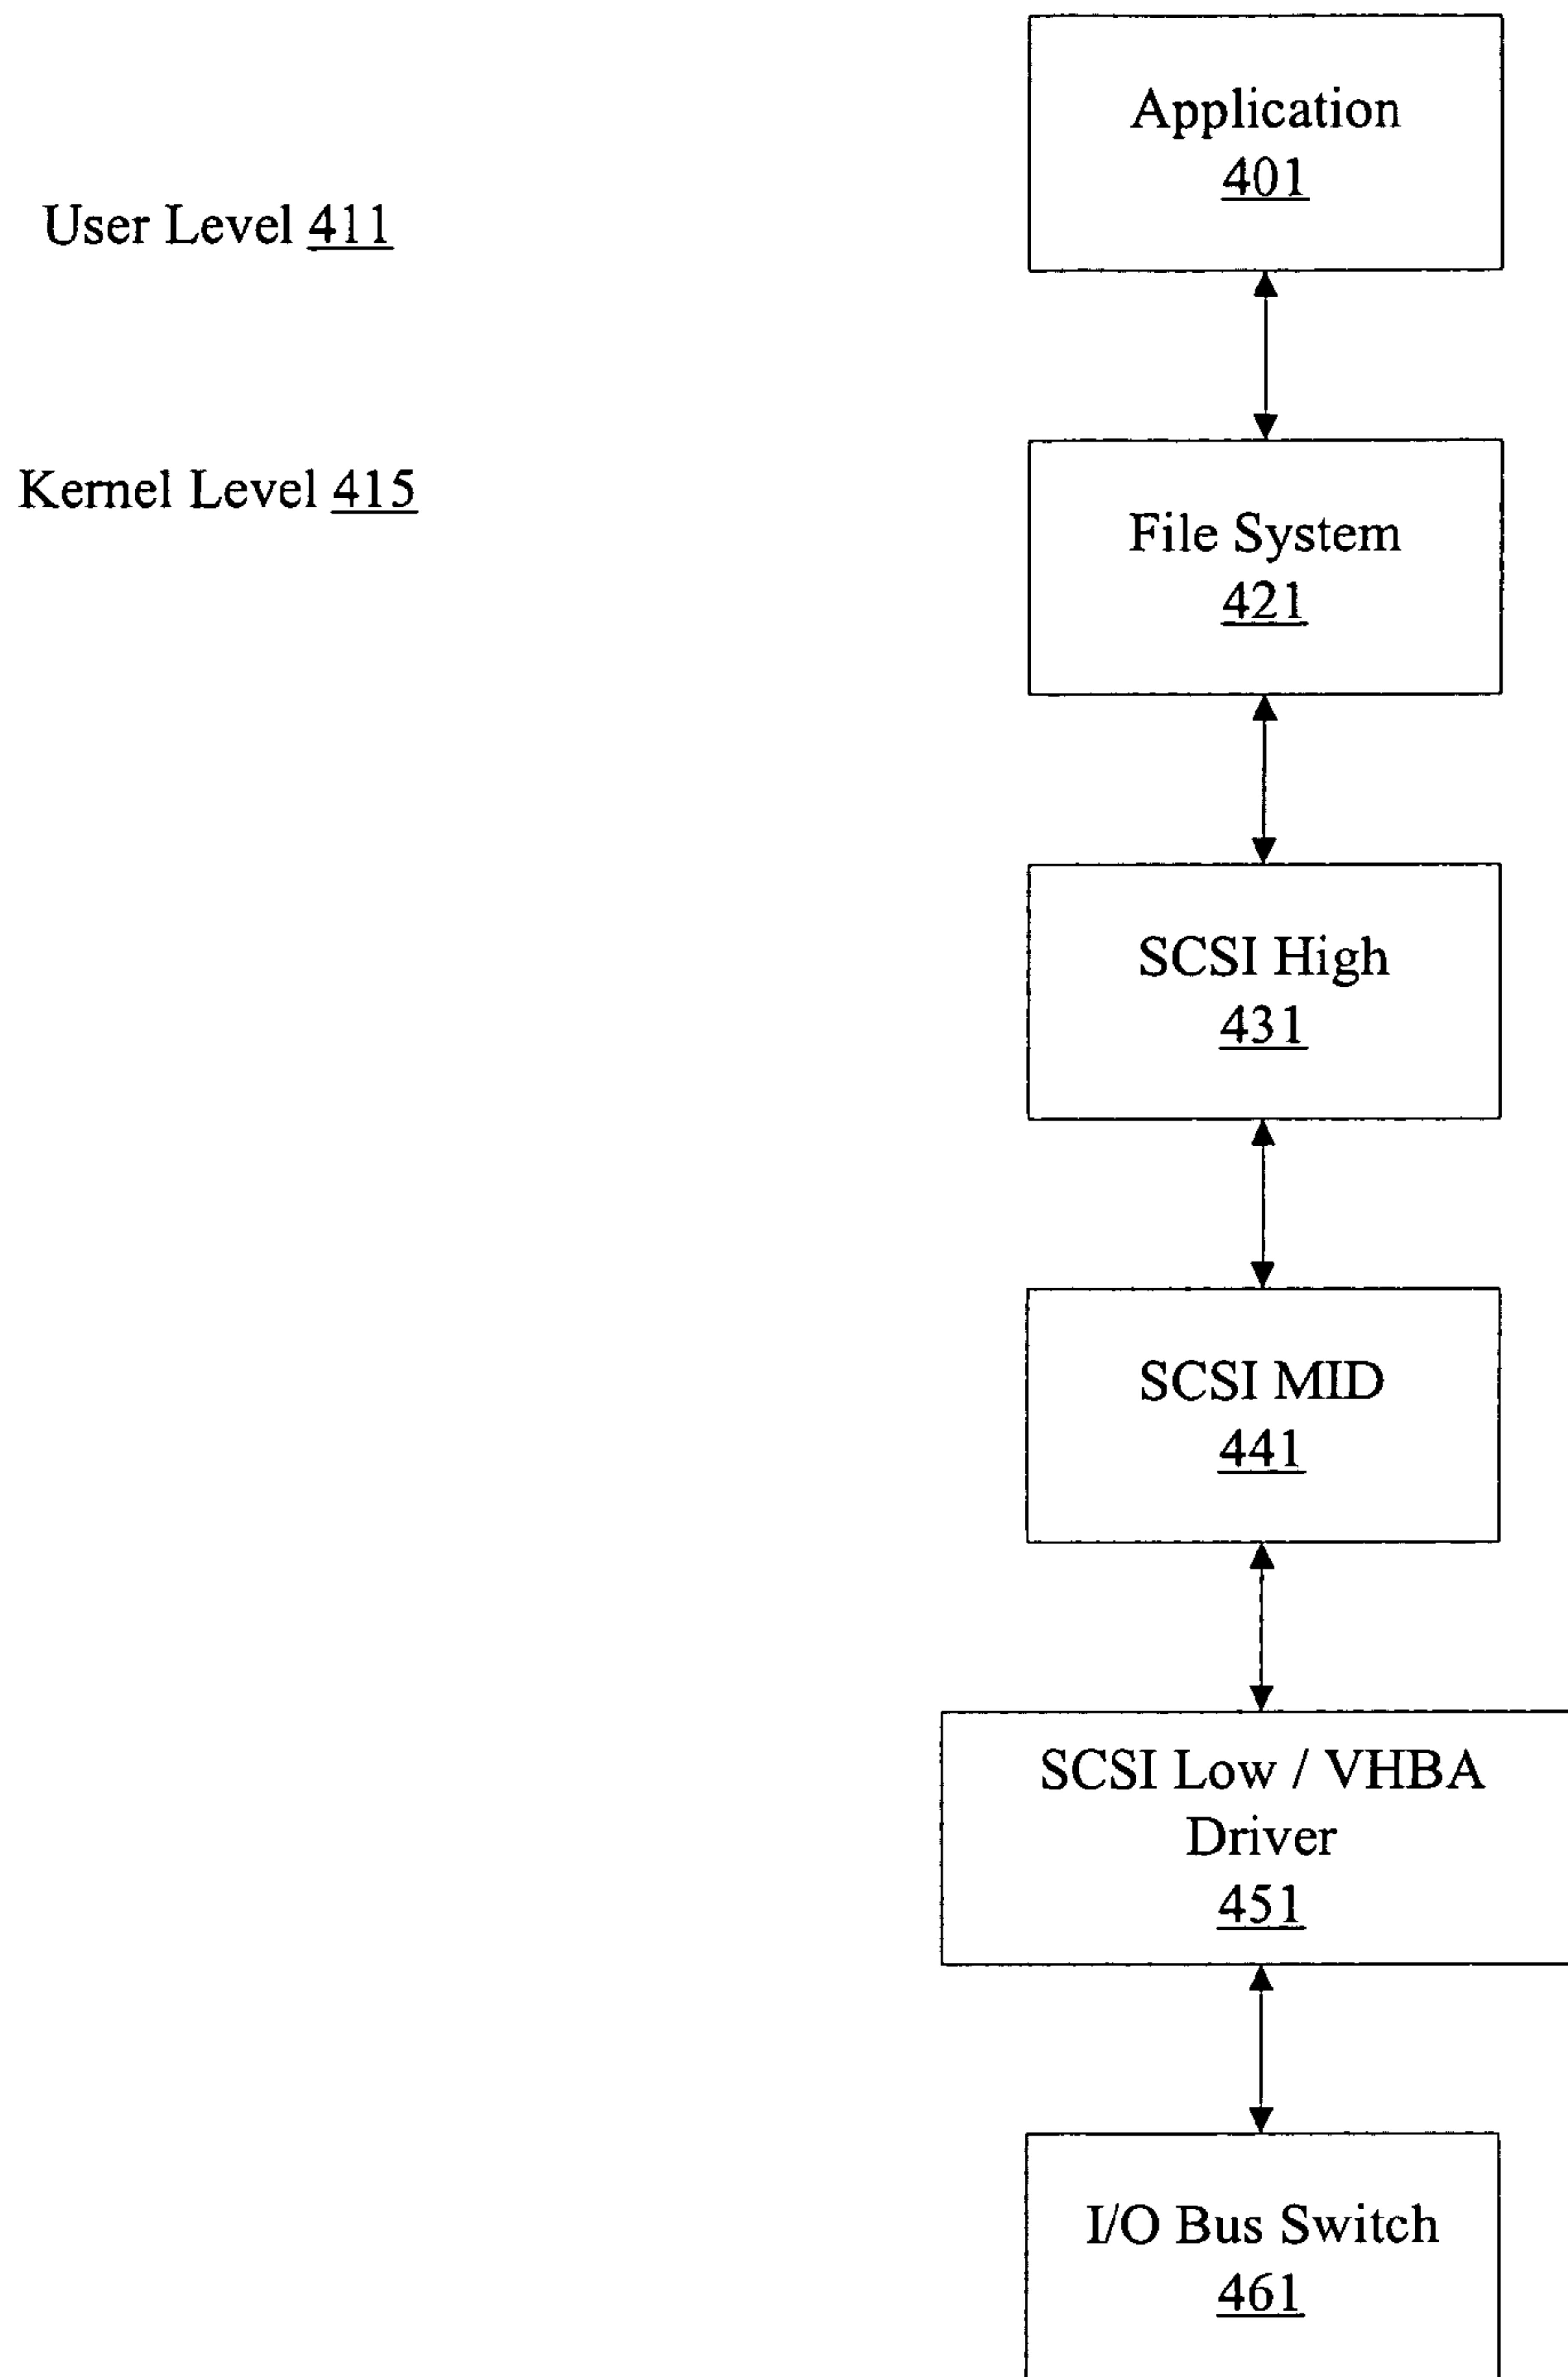 Application
401
User Level 411
Kernel Level 415
File System
421
SCSI High
431
SCSI MID
441
SCSI Low / VHBA
Driver
451
I/O Bus Switch
461